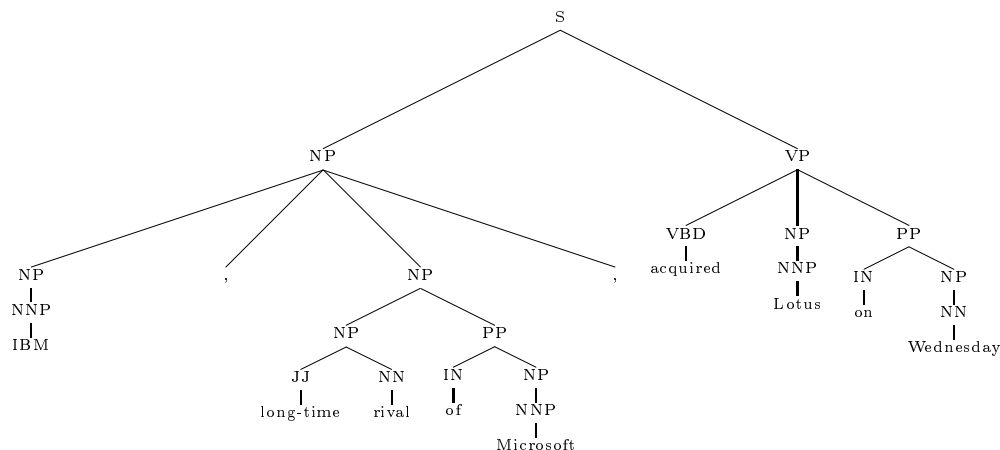 S
NP VP
VBD NP PP
acquired NNP IN NP
NP , NP ,
Lotus on NN
NNP Wednesday
IBM
NP PP
JJ NN IN NP
long-time rival of NNP
Microsoft